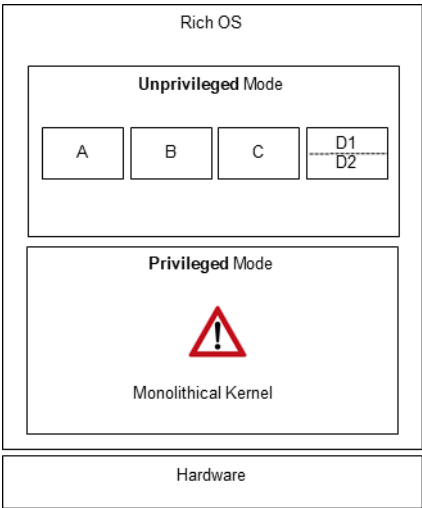 Rich OS
Unprivileged Mode
A
B
C
D1
D2
Privileged Mode
!
Monolithical Kernel
Hardware